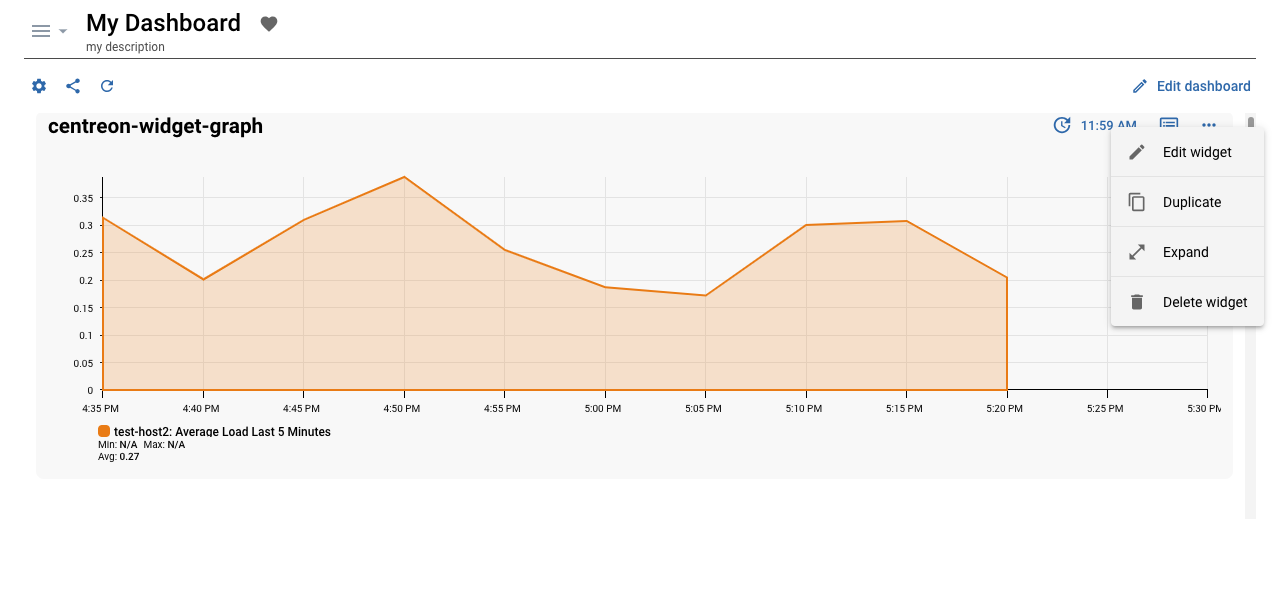 My Dashboard
my description
Edit dashboard
centreon-widget-graph
11:59 AM
Edit widget
Duplicate
Expand
Delete widget
0.35
0.3
0.25
0.2
0.15
0.1
0.05
0
4:35 PM 4:40 PM 4:45 PM 4:50 PM 4:55 PM 5:00 PM 5:05 PM 5:10 PM 5:15 PM 5:20 PM 5:25 PM 5:30 PM
test-host2: Average Load Last 5 Minutes
Min: N/A Max: N/A
Avg: 0.27